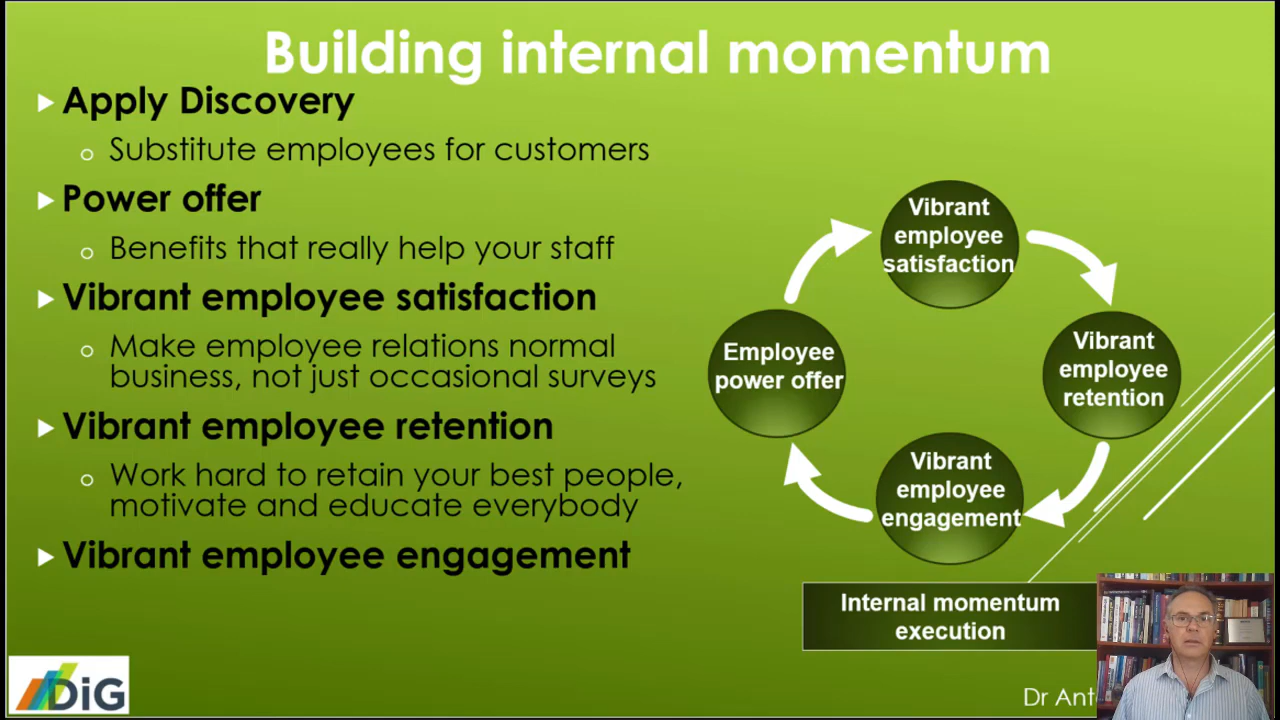 Building internal momentum
Apply Discovery
Substitute employees for customers
Power offer
Benefits that really help your staff
Vibrant employee satisfaction
Make employee relations normal
business, not just occasional surveys
Vibrant employee retention
Work hard to retain your best people,
motivate and educate everybody
Vibrant employee engagement
Vibrant
employee
satisfaction
Vibrant
employee
retention
Vibrant
employee
engagement
Employee
power offer
Internal momentum
execution
DiG
Dr